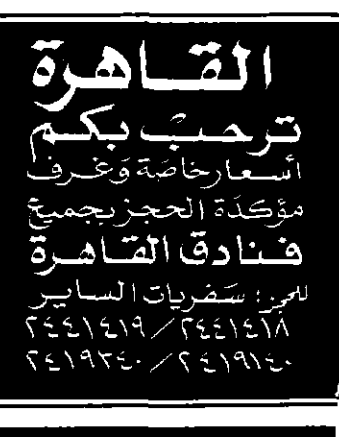 القاهرة
ترحب بكم
أسعار خاصة وغرف
مؤكدة الحجز بجميع
فنادق القاهرة
للحجز: سفريات الساير
٢٤٤١٤١٨ / ٢٤٤١٤١٩
٢٤١٩١٤٠ / ٢٤١٩٢٤٠